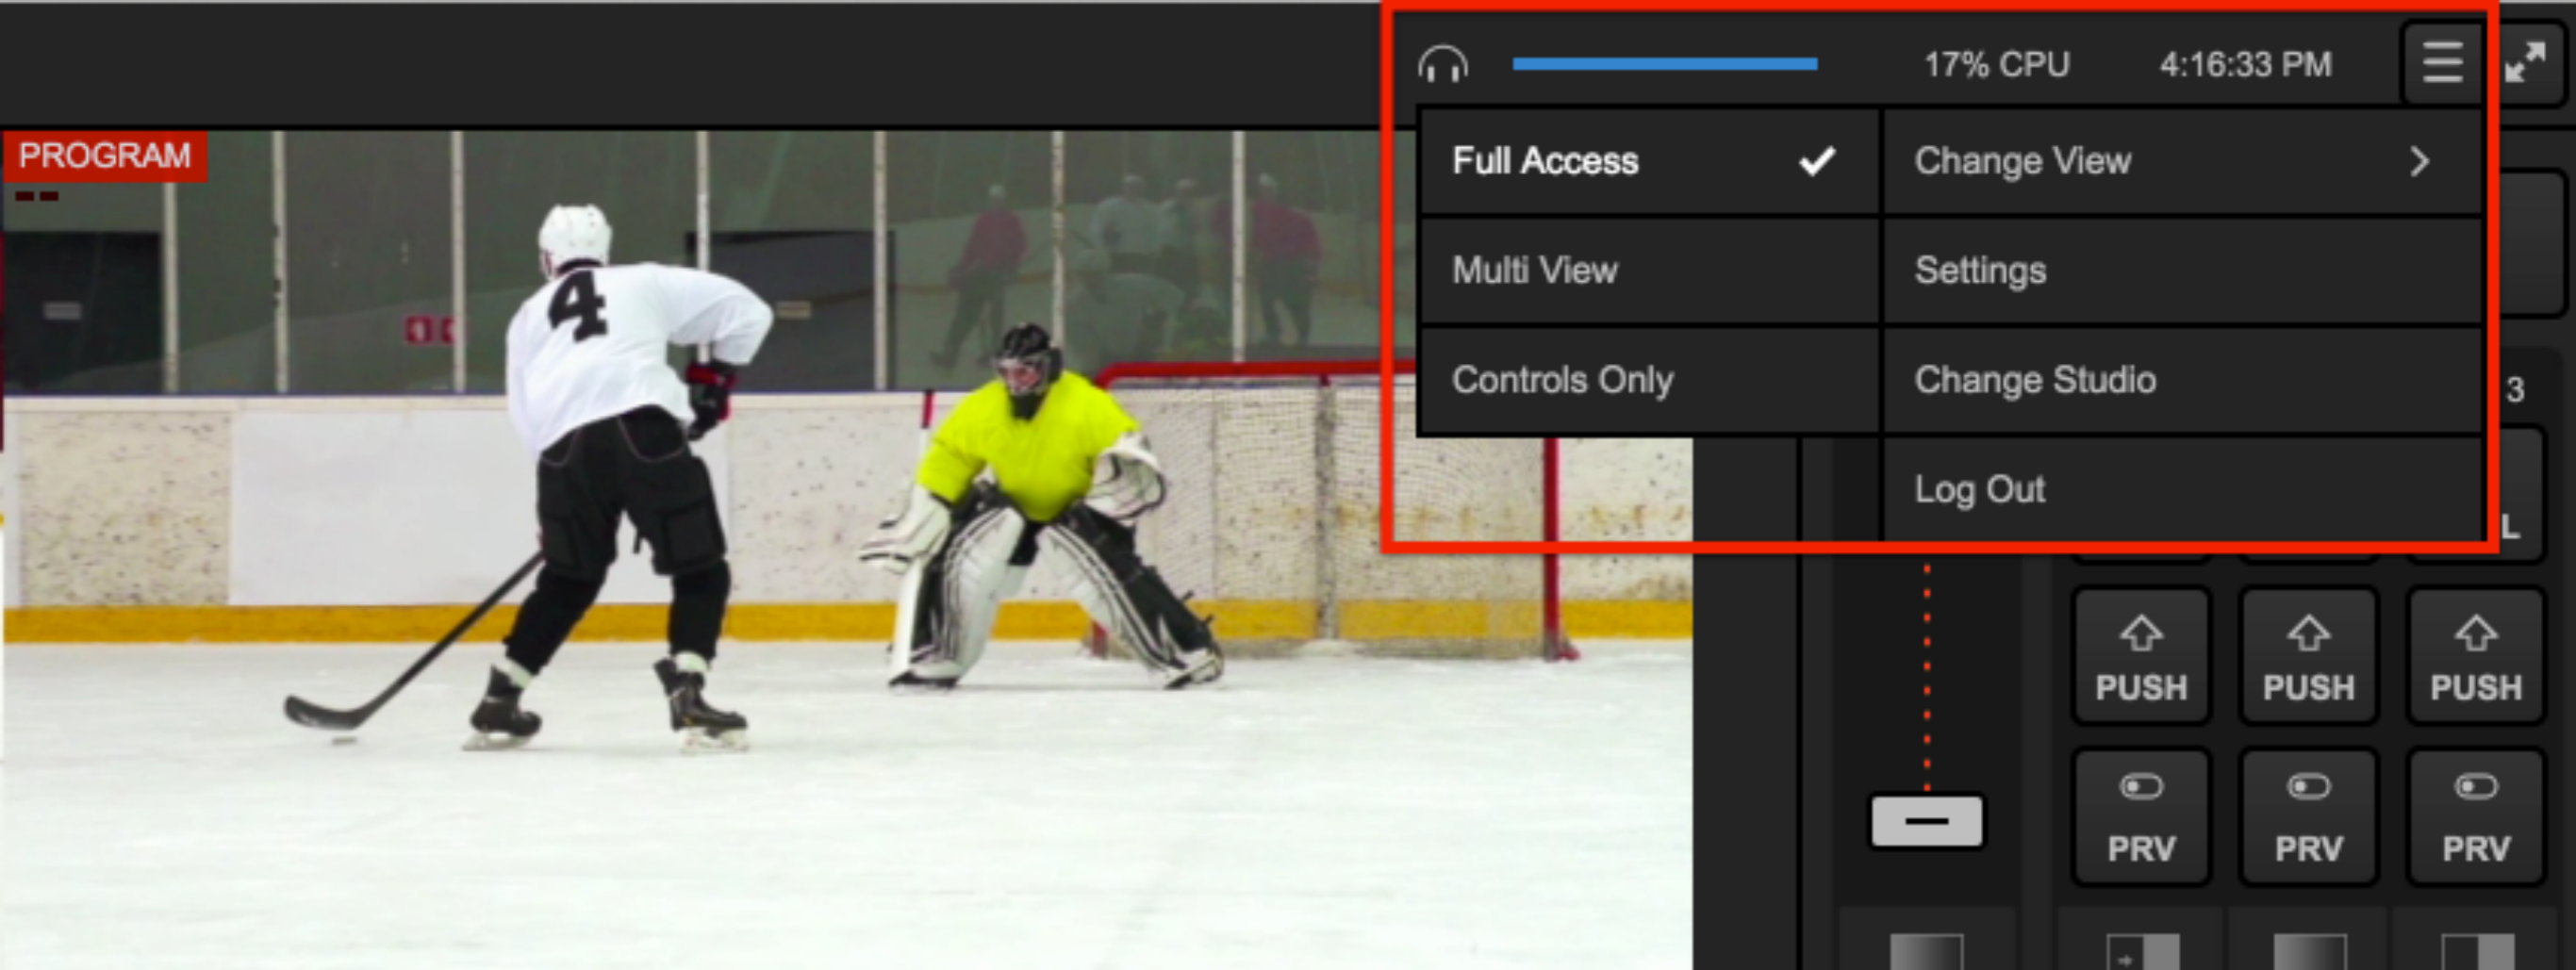 17% CPU 4:16:33 PM
PROGRAM
Full Access Change View
Multi View Settings
Controls Only Change Studio
3
Log Out
L
4
PUSH PUSH PUSH
PRV PRV PRV